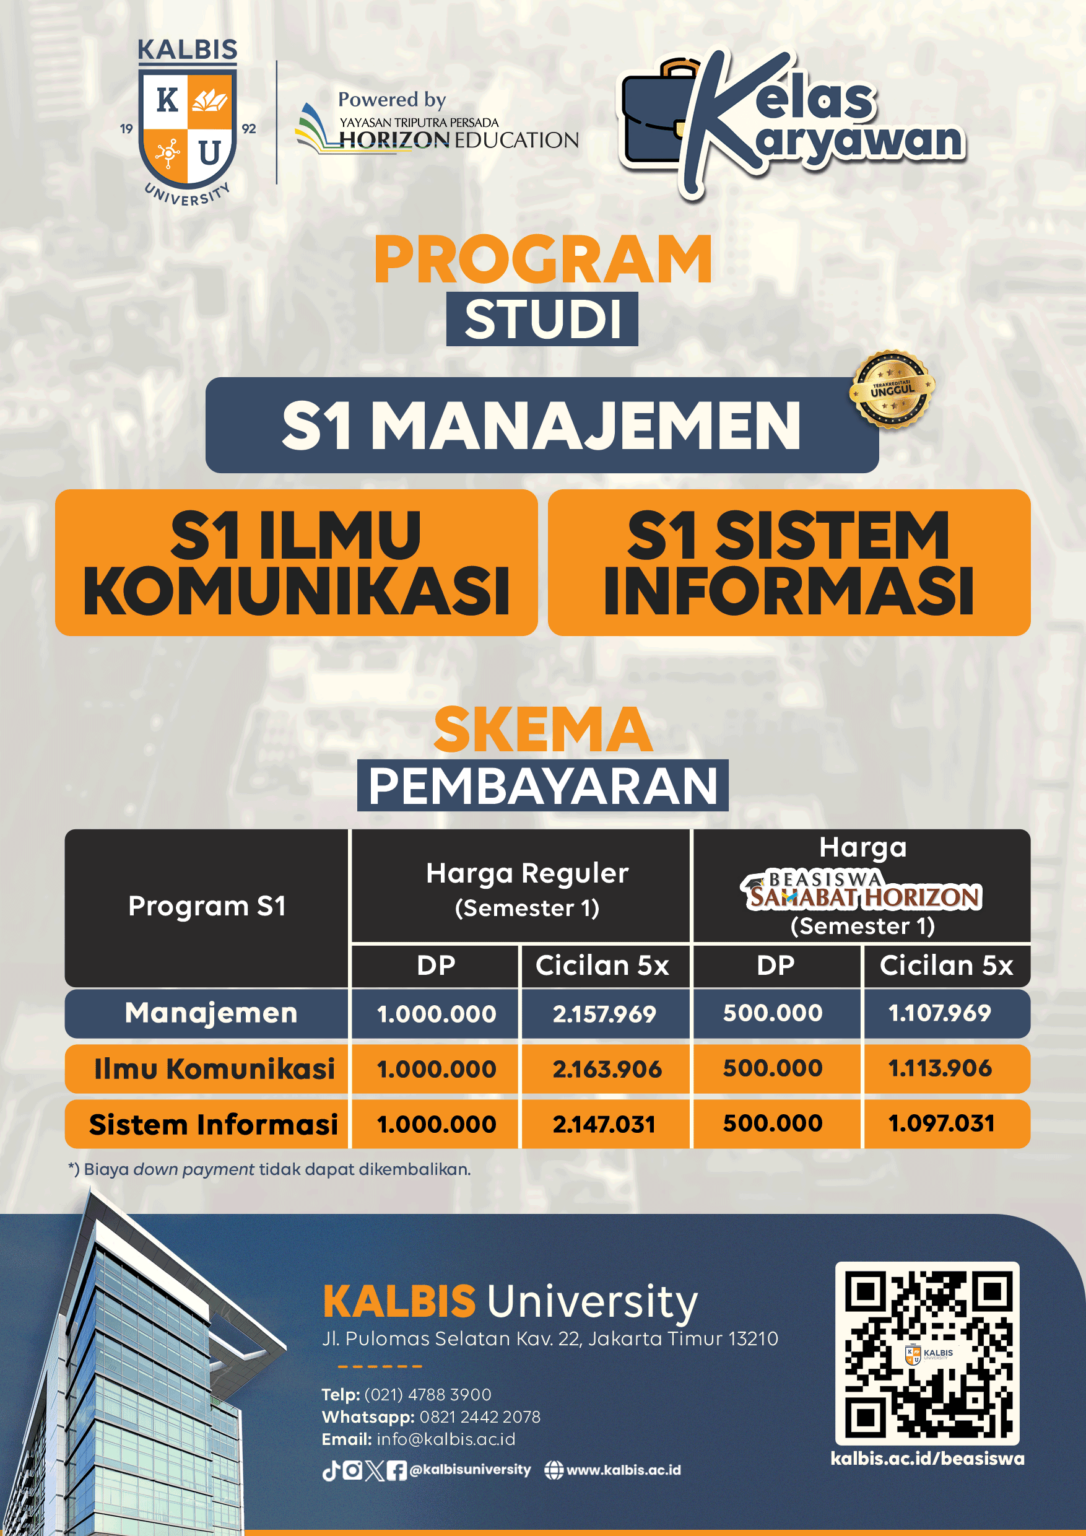 KALBIS
K
U
19 92
UNIVERSITY
Powered by
YAYASAN TRIPUTRA PERSADA
HORIZON EDUCATION
Kelas
Karyawan
PROGRAM
STUDI
S1 MANAJEMEN
TERAKREDITASI
UNGGUL
S1 ILMU
KOMUNIKASI
S1 SISTEM
INFORMASI
SKEMA
PEMBAYARAN
Program S1
Harga Reguler
(Semester 1)
Harga
BEASISWA
SAHABAT HORIZON
(Semester 1)
DP Cicilan 5x DP Cicilan 5x
Manajemen 1.000.000 2.157.969 500.000 1.107.969
Ilmu Komunikasi 1.000.000 2.163.906 500.000 1.113.906
Sistem Informasi 1.000.000 2.147.031 500.000 1.097.031
*) Biaya down payment tidak dapat dikembalikan.
KALBIS University
Jl. Pulomas Selatan Kav. 22, Jakarta Timur 13210
Telp: (021) 4788 3900
Whatsapp: 0821 2442 2078
Email: info@kalbis.ac.id
@kalbisuniversity www.kalbis.ac.id
K
U
KALBIS
UNIVERSITY
kalbis.ac.id/beasiswa